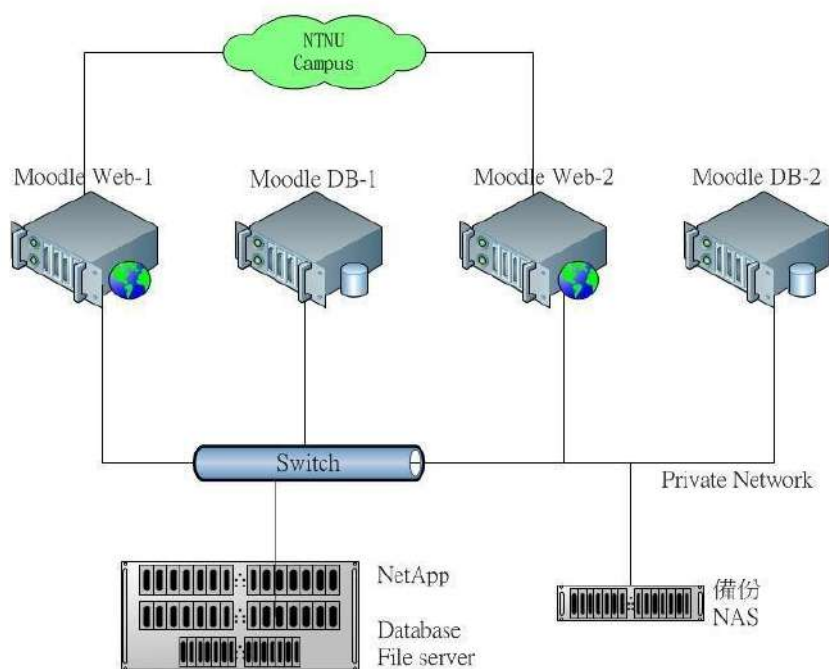 NTNU
Campus
Moodle Web-1
Moodle DB-1
Moodle Web-2
Moodle DB-2
Switch
Private Network
NetApp
Database
File server
備份
NAS